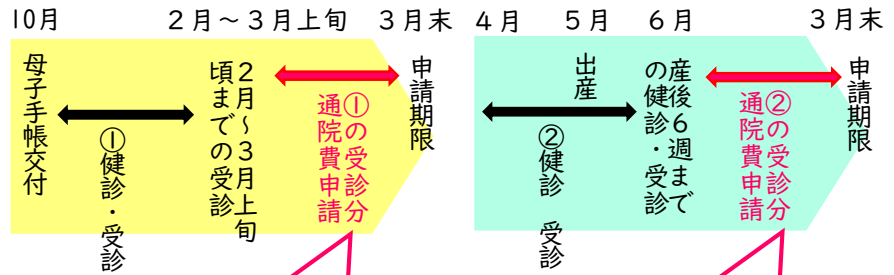 10月
2月～3月上旬
3月末
4月
5月
6月
3月末
母子手帳交付
①健診・受診
2月～3月上旬
頃までの受診
①の受診分
通院費申請
申請期限
②健診 受診
出産
産後6週まで
の健診・受診
②の受診分
通院費申請
申請期限